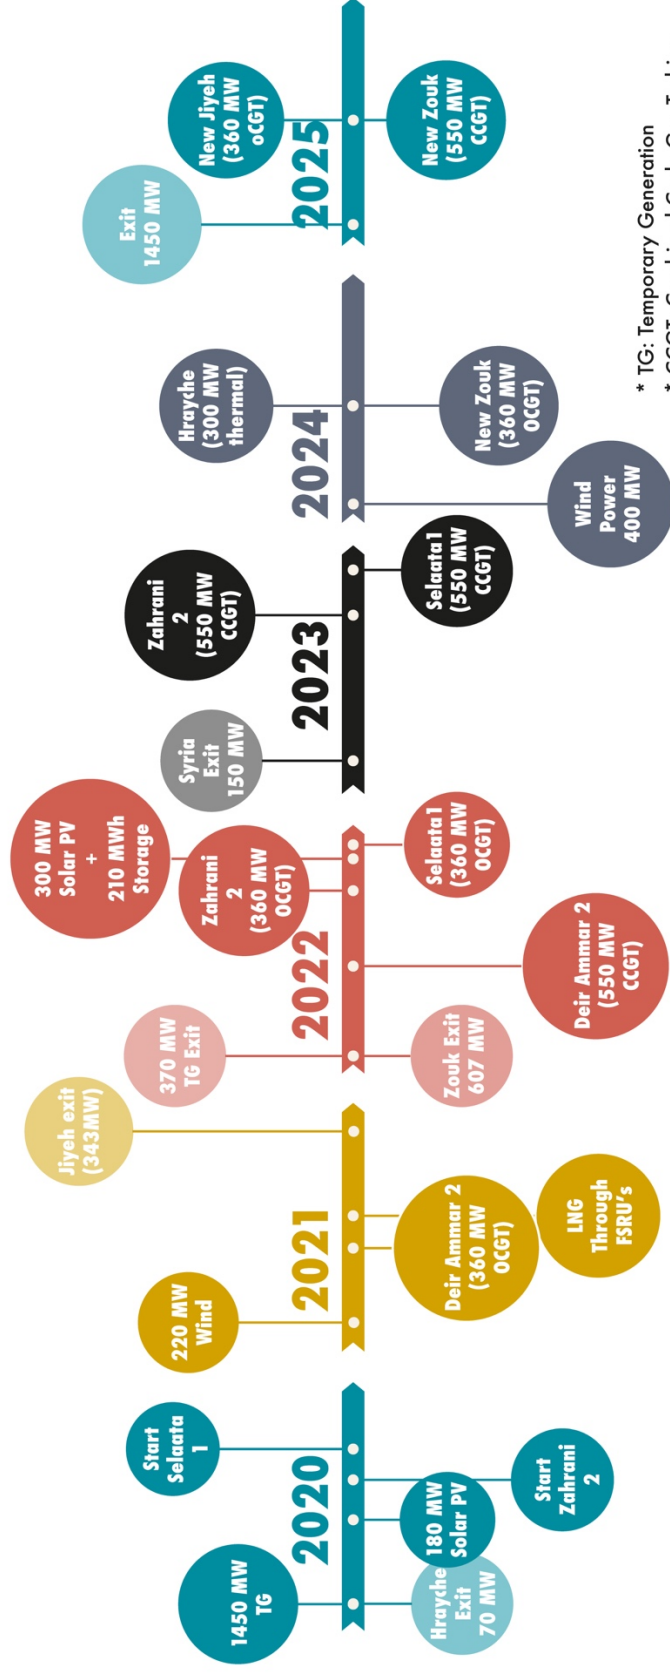 1450 MW
TG
Hrayche
Exit
70 MW
180 MW
Solar PV
Start
Zahrani
2
Start
Selaata
1
2020
220 MW
Wind
Deir Ammar 2
(360 MW
OCGT)
LNG
Through
FSRU's
Jiyeh exit
(343MW)
2021
370 MW
TG Exit
Zouk Exit
607 MW
Deir Ammar 2
(550 MW
CCGT)
Zahrani
2
(360 MW
OCGT)
300 MW
Solar PV
+
210 MWh
Storage
Selaata1
(360 MW
OCGT)
2022
Syria
Exit
150 MW
Zahrani
2
(550 MW
CCGT)
Selaata1
(550 MW
CCGT)
2023
Wind
Power
400 MW
Hrayche
(300 MW
thermal)
New Zouk
(360 MW
OCGT)
2024
Exit
1450 MW
New Jiyeh
(360 MW
oCGT)
New Zouk
(550 MW
CCGT)
2025
* TG: Temporary Generation